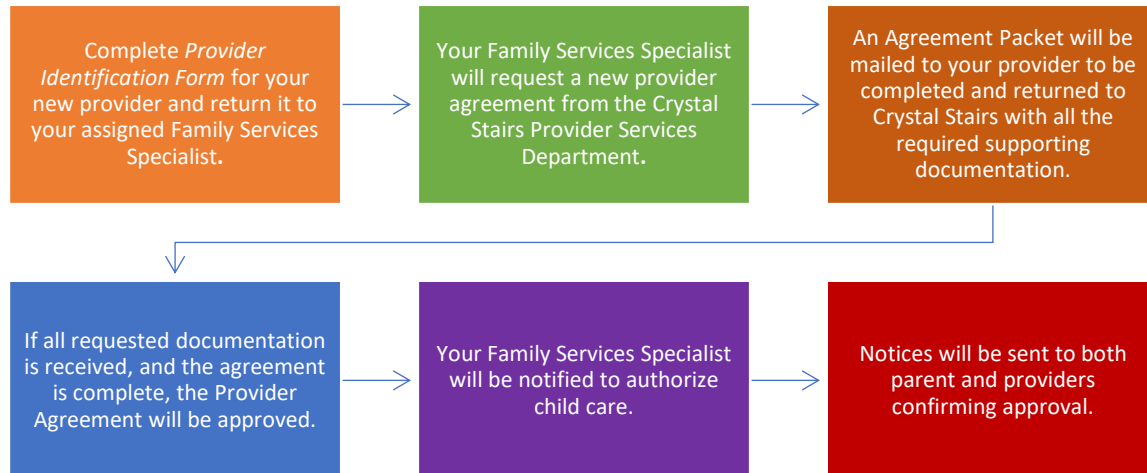 Complete Provider
Identification Form for your
new provider and return it to
your assigned Family Services
Specialist.
Your Family Services Specialist
will request a new provider
agreement from the Crystal
Stairs Provider Services
Department.
An Agreement Packet will be
mailed to your provider to be
completed and returned to
Crystal Stairs with all the
required supporting
documentation.
If all requested documentation
is received, and the agreement
is complete, the Provider
Agreement will be approved.
Your Family Services Specialist
will be notified to authorize
child care.
Notices will be sent to both
parent and providers
confirming approval.